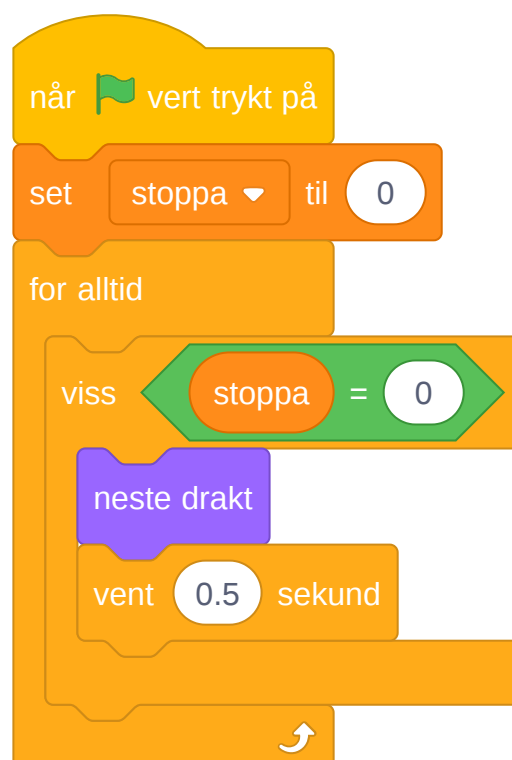 når vert trykt på
set stoppa til 0
for alltid
viss stoppa = 0
neste drakt
vent 0.5 sekund